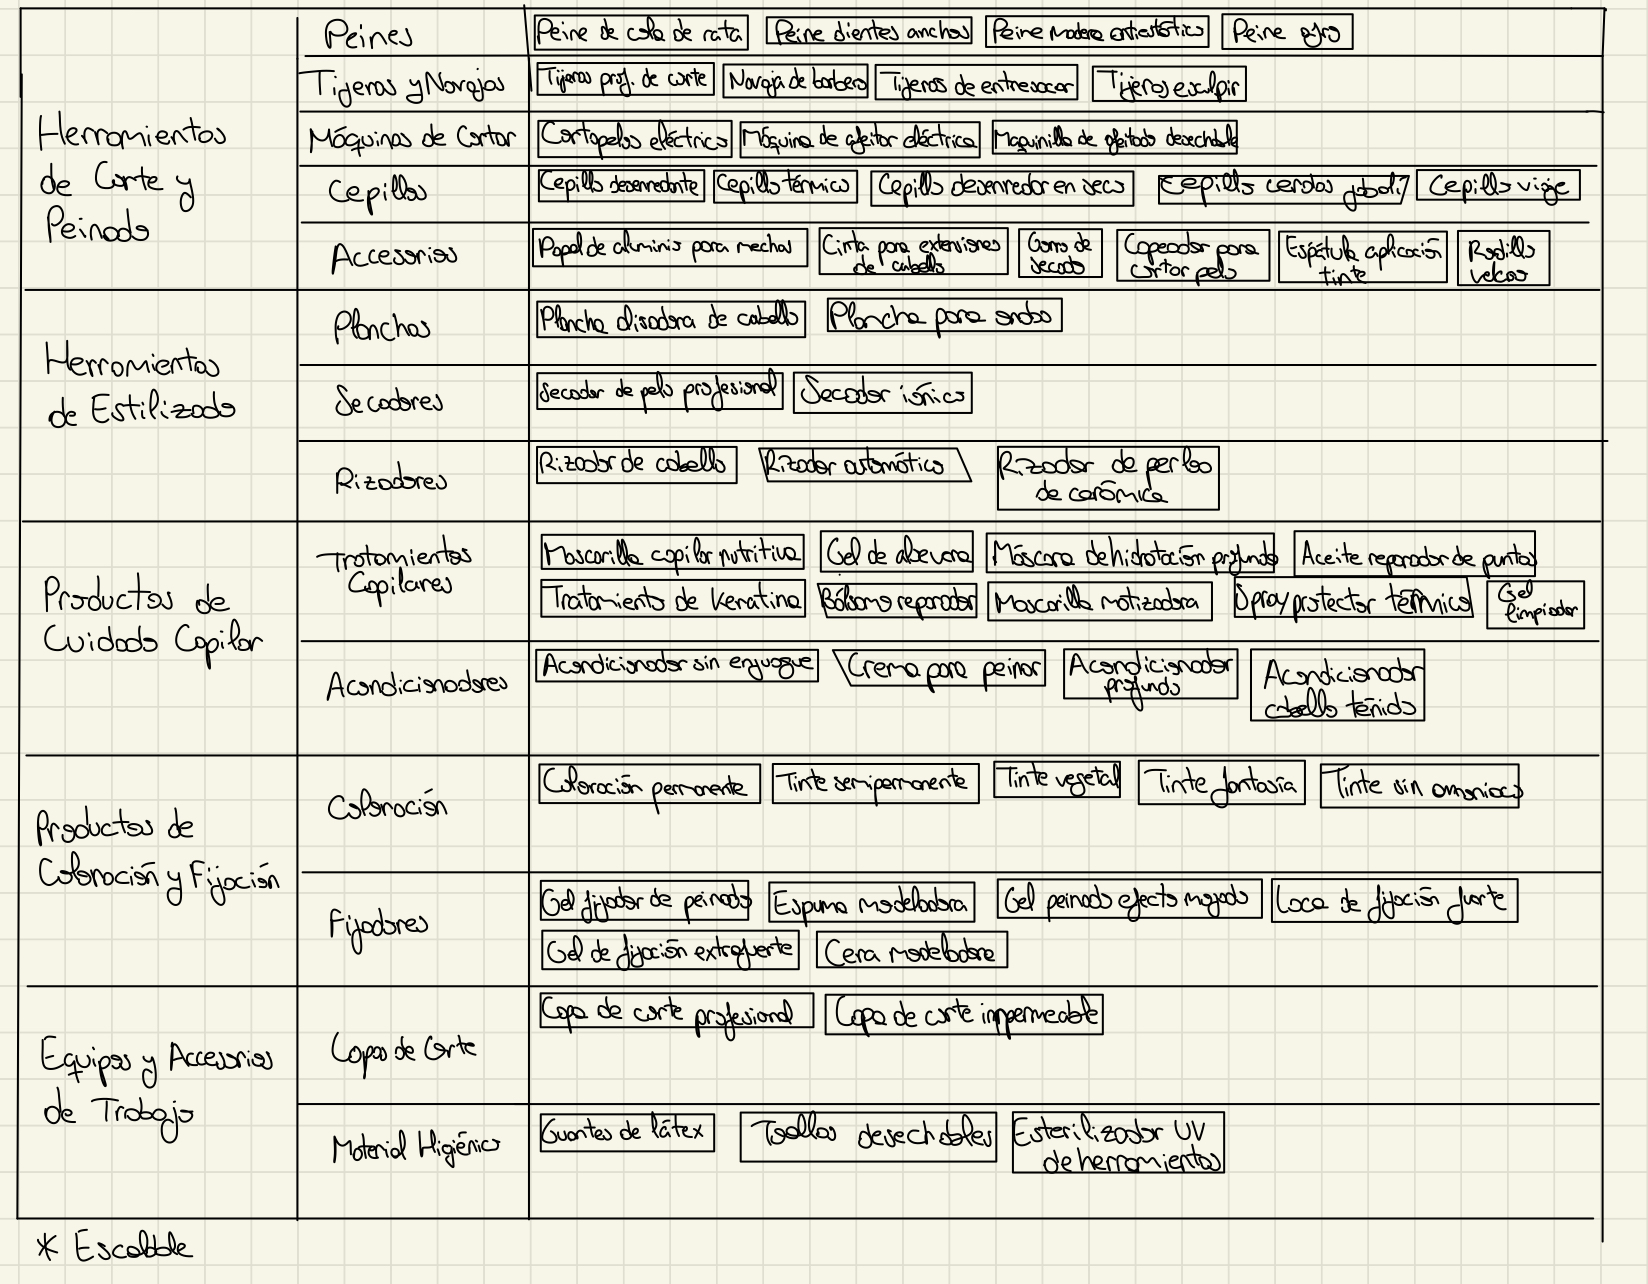 Peines
Peine de cola de rata
Peine dientes anchos
Peine madera antiestático
Peine afro
Tijeras y Navajas
Tijeras prof. de corte
Navaja de barbero
Tijeras de entresacar
Tijeras esculpir
Herramientas
de Corte y
Peinado
Máquinas de Cortar
Cortapelos eléctrico
Máquina de afeitar eléctrica
Maquinilla de afeitado desechable
Cepillos
Cepillo desenredante
Cepillo térmico
Cepillo desenredar en seco
Cepillo cerdas jabalí
Cepillo viaje
Accesorios
Papel de aluminio para mechas
Cinta para extensiones
de cabello
Gorro de
secado
Capeador para
cortar pelo
Espátula aplicación
tinte
Rodillo
velcro
Herramientas
de Estilizado
Planchas
Plancha alisadora de cabello
Plancha para ondas
Secadores
Secador de pelo profesional
Secador iónico
Rizadores
Rizador de cabello
Rizador automático
Rizador de perlas
de cerámica
Productos de
Cuidado Capilar
Tratamientos
Capilares
Mascarilla capilar nutritiva
Gel de aloe vera
Máscara de hidratación profunda
Aceite reparador de puntas
Tratamiento de Keratina
Bálsamo reparador
Mascarilla matizadora
Spray protector térmico
Gel
limpiador
Acondicionadores
Acondicionador sin enjuague
Crema para peinar
Acondicionador
profundo
Acondicionador
cabello teñido
Productos de
Coloración y Fijación
Coloración
Coloración permanente
Tinte semipermanente
Tinte vegetal
Tinte fantasía
Tinte sin amoniaco
Fijadores
Gel fijador de peinado
Espuma modeladora
Gel peinado efecto mojado
Laca de fijación fuerte
Gel de fijación extrafuerte
Cera modeladora
Equipos y Accesorios
de Trabajo
Capas de Corte
Capa de corte profesional
Capa de corte impermeable
Material Higiénico
Guantes de látex
Toallas desechables
Esterilizador UV
de herramientas
* Escalable